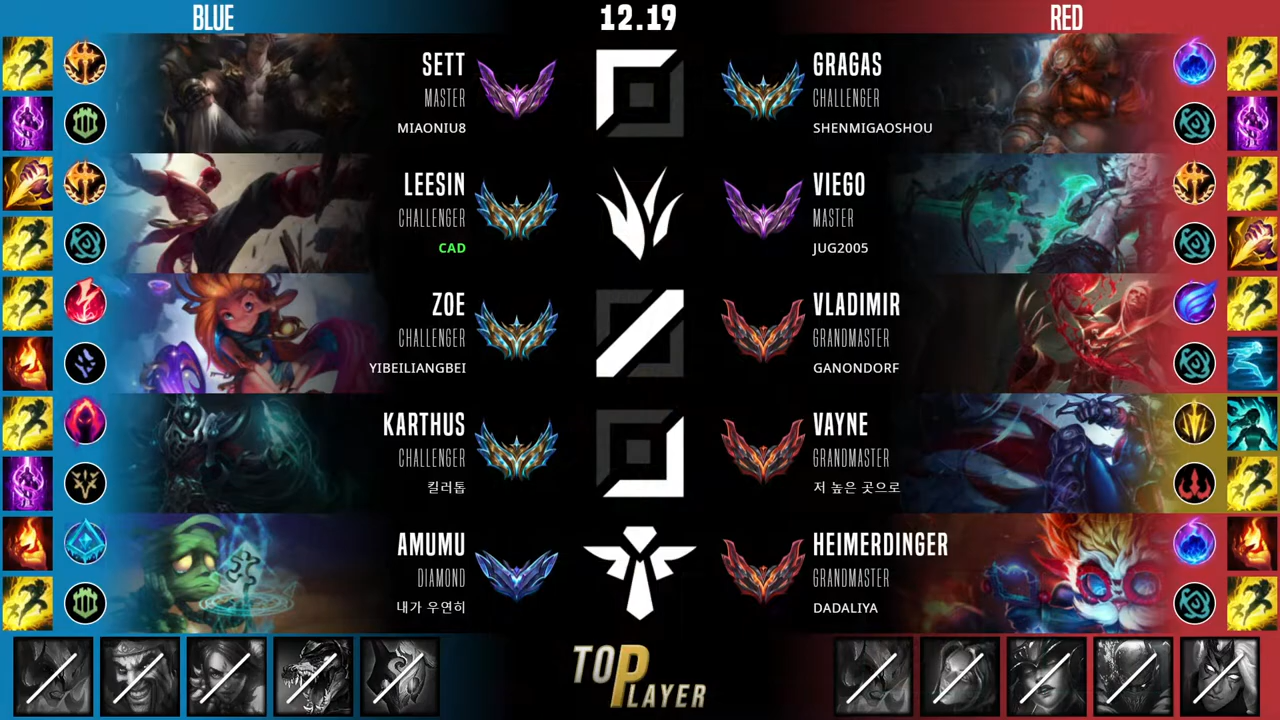 BLUE
12.19
RED
SETT
MASTER
MIAONIU8
GRAGAS
CHALLENGER
SHENMIGAOSHOU
LEESIN
CHALLENGER
CAD
VIEGO
MASTER
JUG2005
ZOE
CHALLENGER
YIBEILIANGBEI
VLADIMIR
GRANDMASTER
GANONDORF
KARTHUS
CHALLENGER
킬러톱
VAYNE
GRANDMASTER
저 높은 곳으로
AMUMU
DIAMOND
내가 우연히
HEIMERDINGER
GRANDMASTER
DADALIYA
TOP
PLAYER